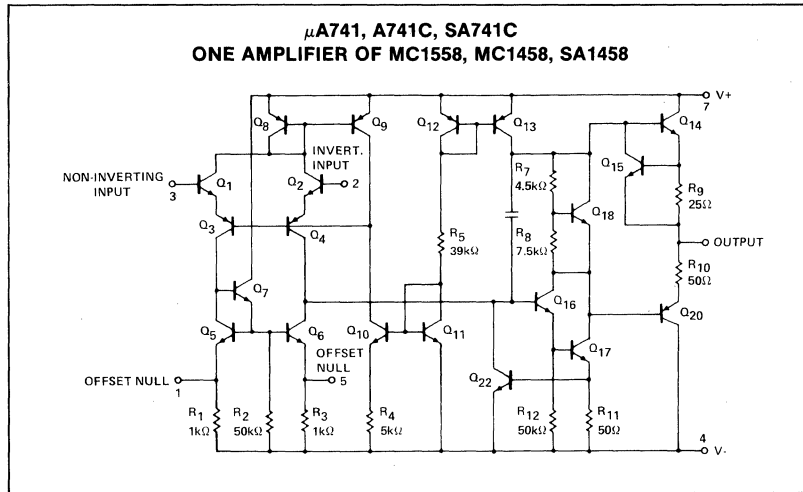 μA741, A741C, SA741C
ONE AMPLIFIER OF MC1558, MC1458, SA1458
V+
7
Q8
Q9
Q12
Q13
Q14
INVERT.
INPUT
NON-INVERTING
INPUT
3
Q1
Q2
2
Q15
R7
4.5kΩ
R9
25Ω
Q3
Q4
Q18
R5
39kΩ
R8
7.5kΩ
OUTPUT
R10
50Ω
Q7
Q16
Q20
Q5
Q6
Q10
Q11
Q17
OFFSET
NULL
5
Q22
OFFSET NULL
1
R1
1kΩ
R2
50kΩ
R3
1kΩ
R4
5kΩ
R12
50kΩ
R11
50Ω
4
V-